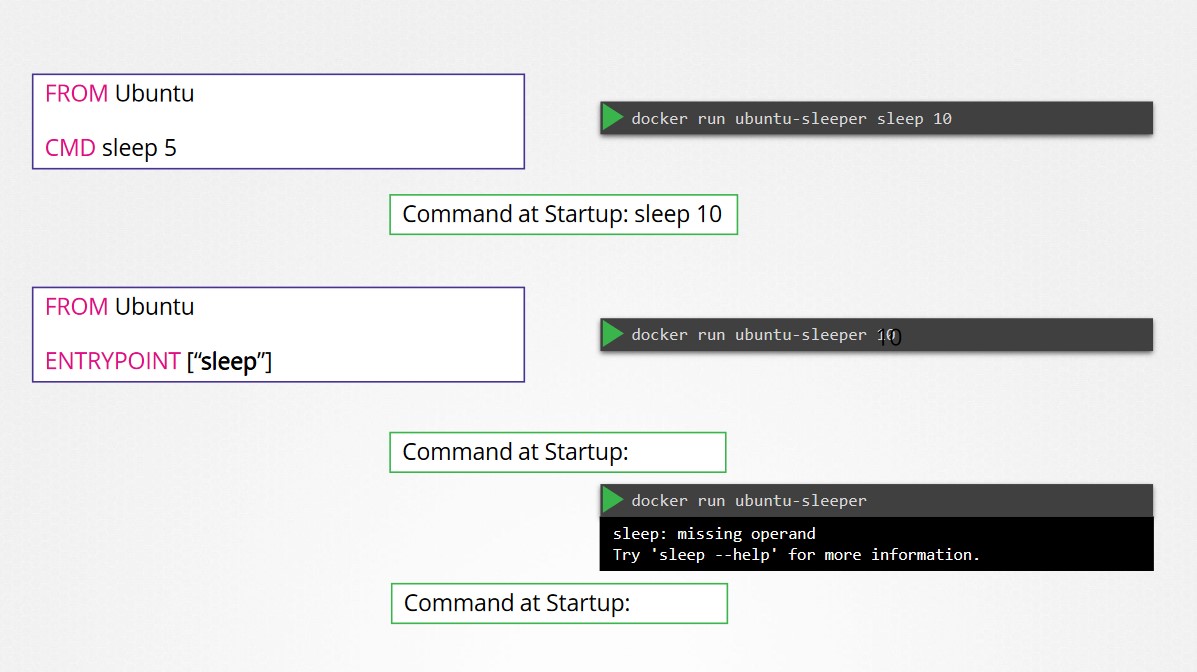 FROM Ubuntu
CMD sleep 5
docker run ubuntu-sleeper sleep 10
Command at Startup: sleep 10
FROM Ubuntu
ENTRYPOINT [“sleep”]
docker run ubuntu-sleeper 10
10
Command at Startup:
docker run ubuntu-sleeper
sleep: missing operand
Try 'sleep --help' for more information.
Command at Startup: